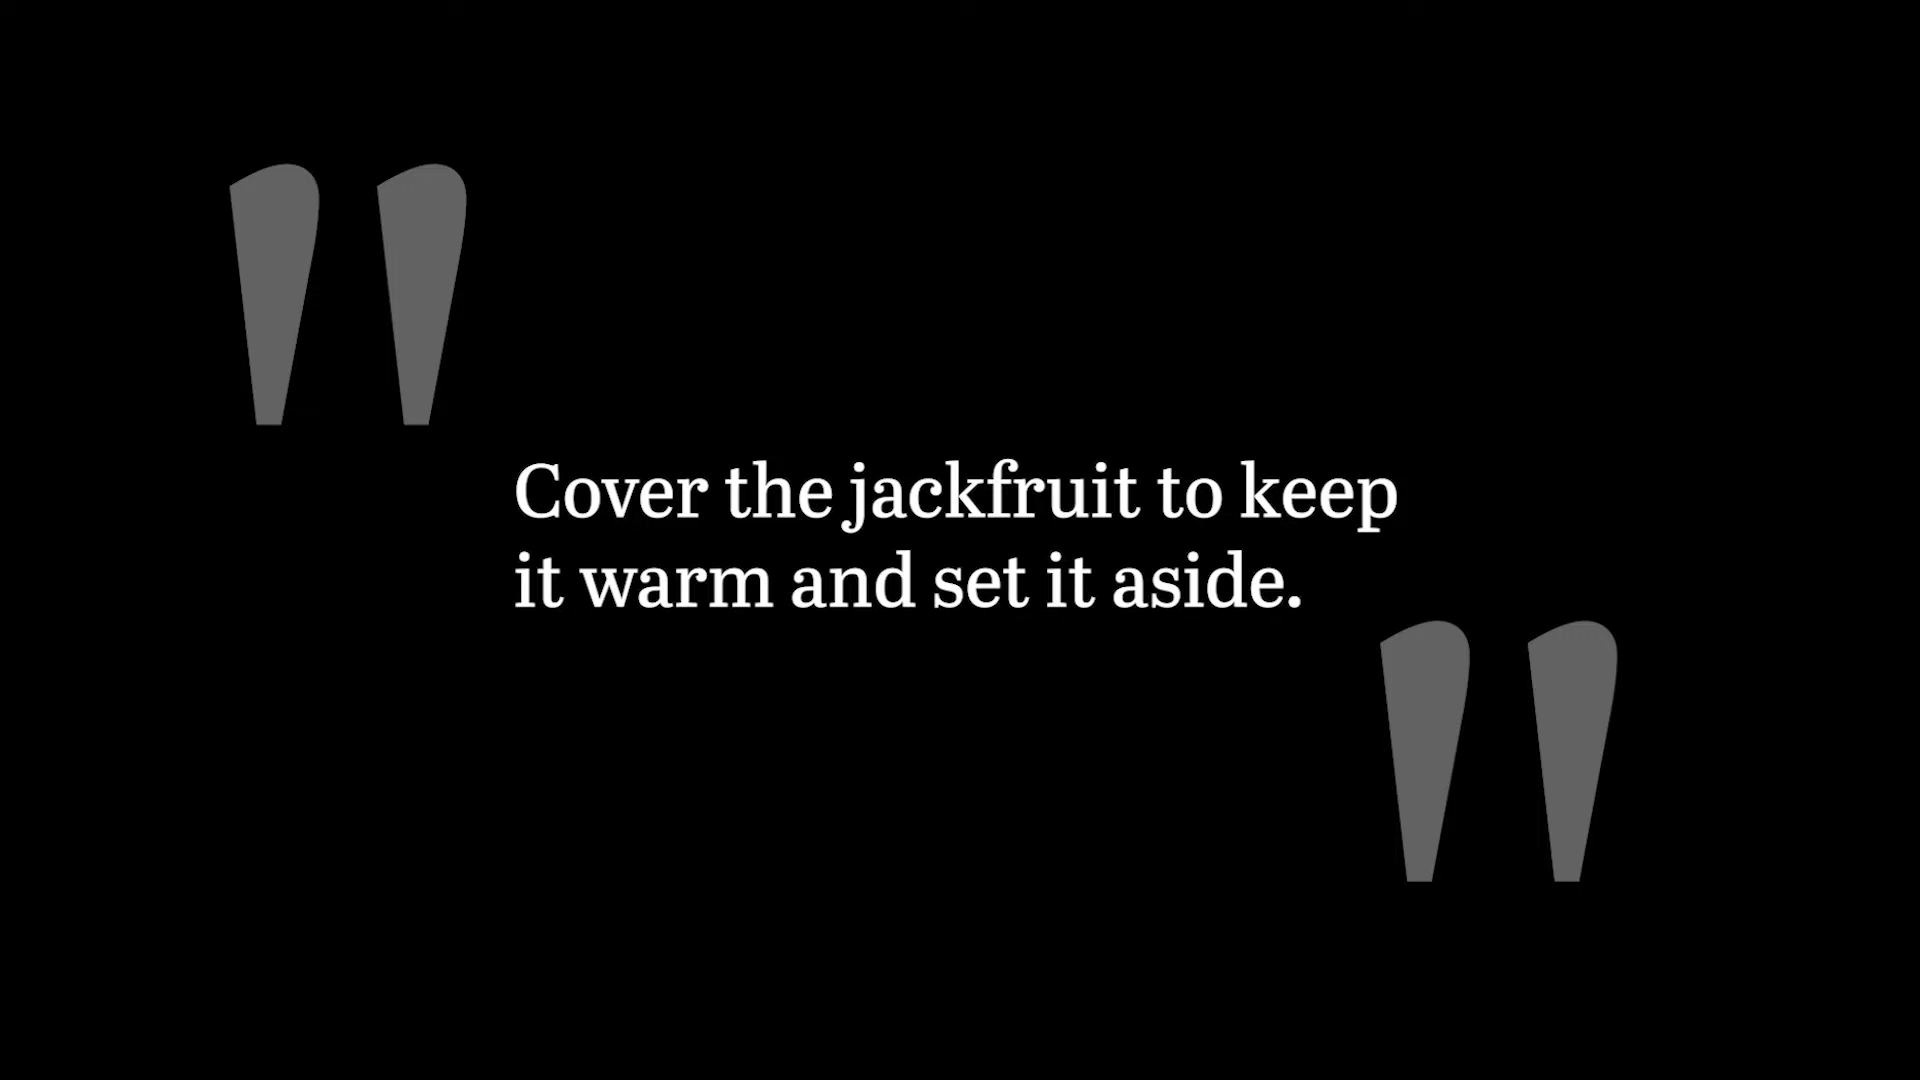 "Cover the jackfruit to keep
it warm and set it aside."